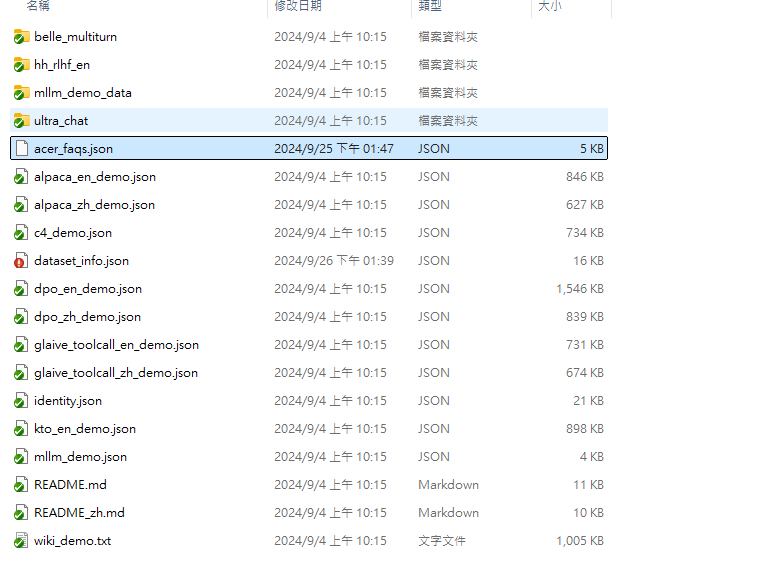 名稱 修改日期 類型 大小
belle_multiturn 2024/9/4 上午 10:15 檔案資料夾
hh_rlhf_en 2024/9/4 上午 10:15 檔案資料夾
mllm_demo_data 2024/9/4 上午 10:15 檔案資料夾
ultra_chat 2024/9/4 上午 10:15 檔案資料夾
acer_faqs.json 2024/9/25 下午 01:47 JSON 5 KB
alpaca_en_demo.json 2024/9/4 上午 10:15 JSON 846 KB
alpaca_zh_demo.json 2024/9/4 上午 10:15 JSON 627 KB
c4_demo.json 2024/9/4 上午 10:15 JSON 734 KB
dataset_info.json 2024/9/26 下午 01:39 JSON 16 KB
dpo_en_demo.json 2024/9/4 上午 10:15 JSON 1,546 KB
dpo_zh_demo.json 2024/9/4 上午 10:15 JSON 839 KB
glaive_toolcall_en_demo.json 2024/9/4 上午 10:15 JSON 731 KB
glaive_toolcall_zh_demo.json 2024/9/4 上午 10:15 JSON 674 KB
identity.json 2024/9/4 上午 10:15 JSON 21 KB
kto_en_demo.json 2024/9/4 上午 10:15 JSON 898 KB
mllm_demo.json 2024/9/4 上午 10:15 JSON 4 KB
README.md 2024/9/4 上午 10:15 Markdown 11 KB
README_zh.md 2024/9/4 上午 10:15 Markdown 10 KB
wiki_demo.txt 2024/9/4 上午 10:15 文字文件 1,005 KB